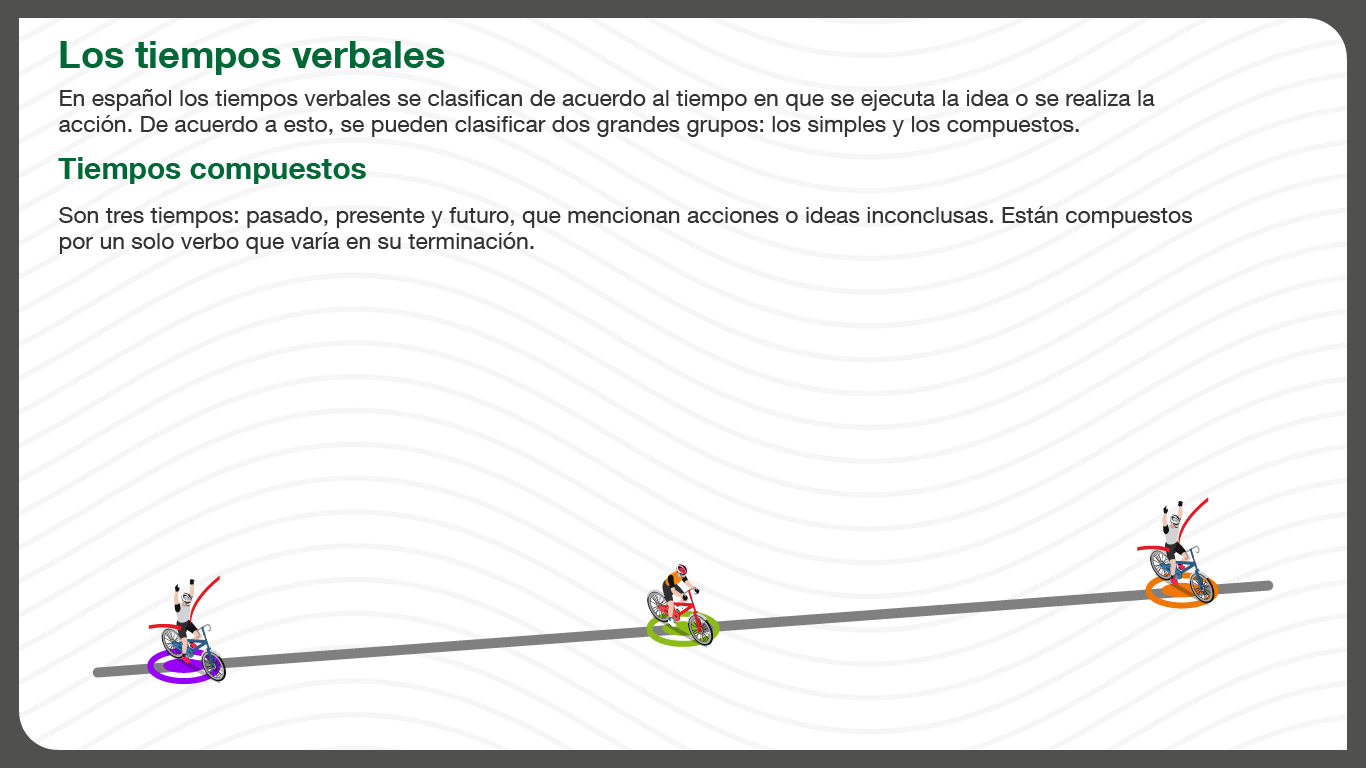 Los tiempos verbales
En español los tiempos verbales se clasifican de acuerdo al tiempo en que se ejecuta la idea o se realiza la
acción. De acuerdo a esto, se pueden clasificar dos grandes grupos: los simples y los compuestos.
Tiempos compuestos
Son tres tiempos: pasado, presente y futuro, que mencionan acciones o ideas inconclusas. Están compuestos
por un solo verbo que varía en su terminación.